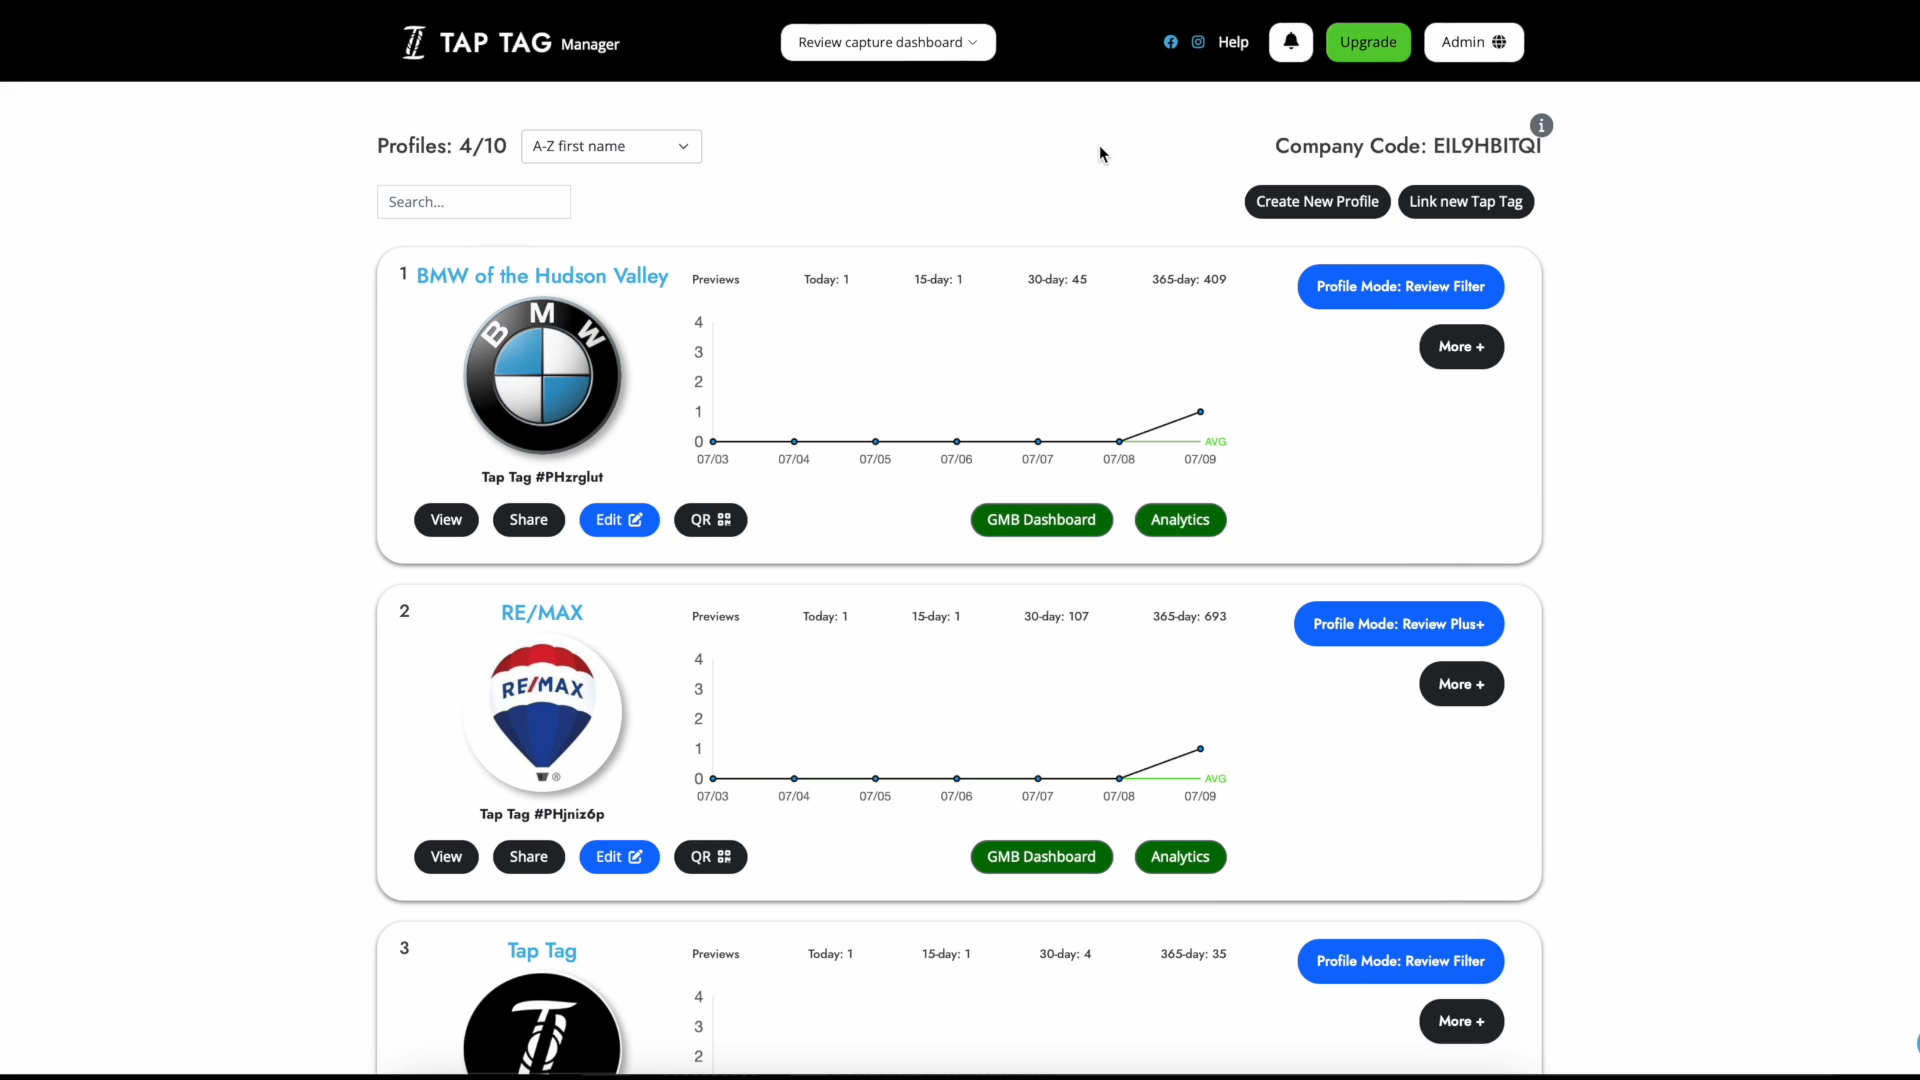 TAP TAG Manager
Review capture dashboard
Help
Upgrade
Admin
Profiles: 4/10
A-Z first name
Company Code: EIL9HBITQI
Search...
Create New Profile
Link new Tap Tag
1 BMW of the Hudson Valley
Previews Today: 1 15-day: 1 30-day: 45 365-day: 409
Profile Mode: Review Filter
More +
BMW
4
3
2
1
0
AVG
07/03 07/04 07/05 07/06 07/07 07/08 07/09
Tap Tag #PHzrglut
View Share Edit QR GMB Dashboard Analytics
2 RE/MAX
Previews Today: 1 15-day: 1 30-day: 107 365-day: 693
Profile Mode: Review Plus+
More +
RE/MAX
®
4
3
2
1
0
AVG
07/03 07/04 07/05 07/06 07/07 07/08 07/09
Tap Tag #PHjniz6p
View Share Edit QR GMB Dashboard Analytics
3 Tap Tag
Previews Today: 1 15-day: 1 30-day: 4 365-day: 35
Profile Mode: Review Filter
More +
4
3
2